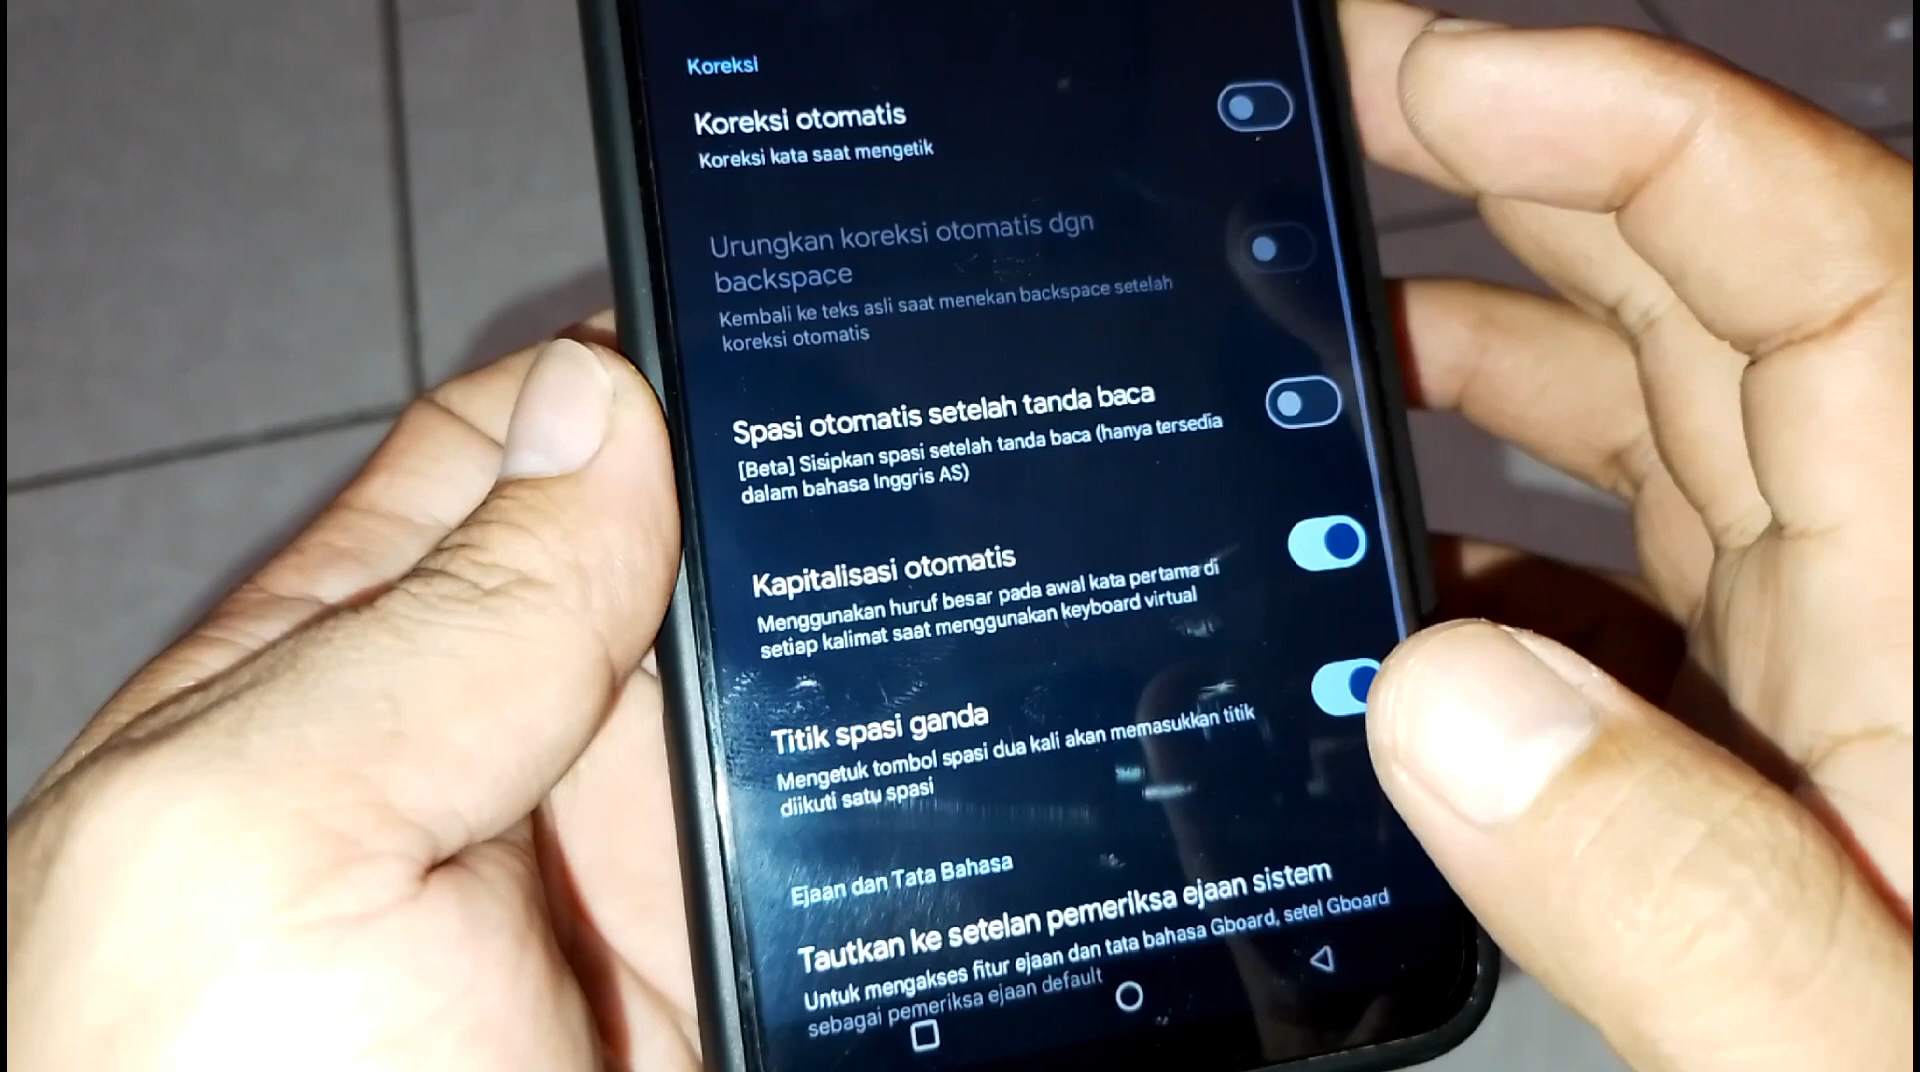 Koreksi
Koreksi otomatis
Koreksi kata saat mengetik
Urungkan koreksi otomatis dgn
backspace
Kembali ke teks asli saat menekan backspace setelah
koreksi otomatis
Spasi otomatis setelah tanda baca
[Beta] Sisipkan spasi setelah tanda baca (hanya tersedia
dalam bahasa Inggris AS)
Kapitalisasi otomatis
Menggunakan huruf besar pada awal kata pertama di
setiap kalimat saat menggunakan keyboard virtual
Titik spasi ganda
Mengetuk tombol spasi dua kali akan memasukkan titik
diikuti satu spasi
Ejaan dan Tata Bahasa
Tautkan ke setelan pemeriksa ejaan sistem
Untuk mengakses fitur ejaan dan tata bahasa Gboard, setel Gboard
sebagai pemeriksa ejaan default